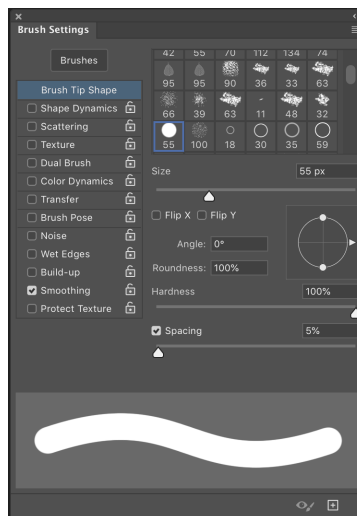 Brush Settings
Brushes
42 55 70 112 134 74
95 95 90 36 33 63
66 39 63 11 48 32
55 100 18 30 35 59
Brush Tip Shape
Shape Dynamics
Scattering
Texture
Dual Brush
Color Dynamics
Transfer
Brush Pose
Noise
Wet Edges
Build-up
Smoothing
Protect Texture
Size 55 px
Flip X Flip Y
Angle: 0°
Roundness: 100%
Hardness 100%
Spacing 5%